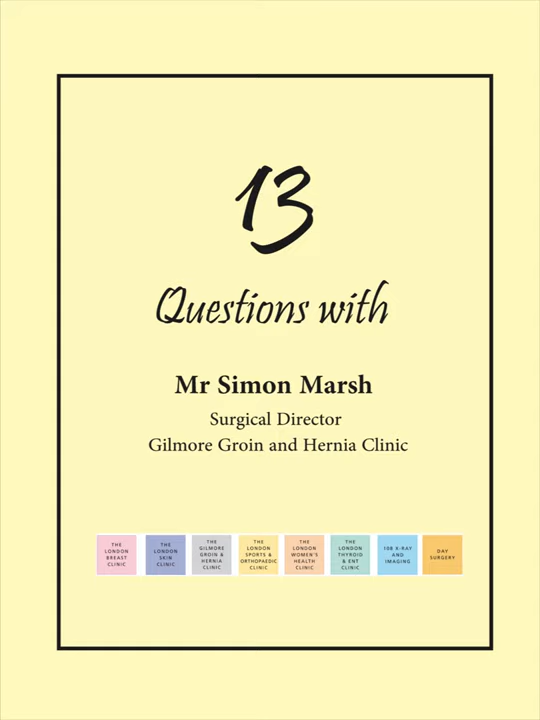 13
Questions with
Mr Simon Marsh
Surgical Director
Gilmore Groin and Hernia Clinic
THE
LONDON
BREAST
CLINIC
THE
LONDON
SKIN
CLINIC
THE
GILMORE
GROIN &
HERNIA
CLINIC
THE
LONDON
SPORTS &
ORTHOPAEDIC
CLINIC
THE
LONDON
WOMEN'S
HEALTH
CLINIC
THE
LONDON
THYROID
& ENT
CLINIC
108 X-RAY
AND
IMAGING
DAY
SURGERY